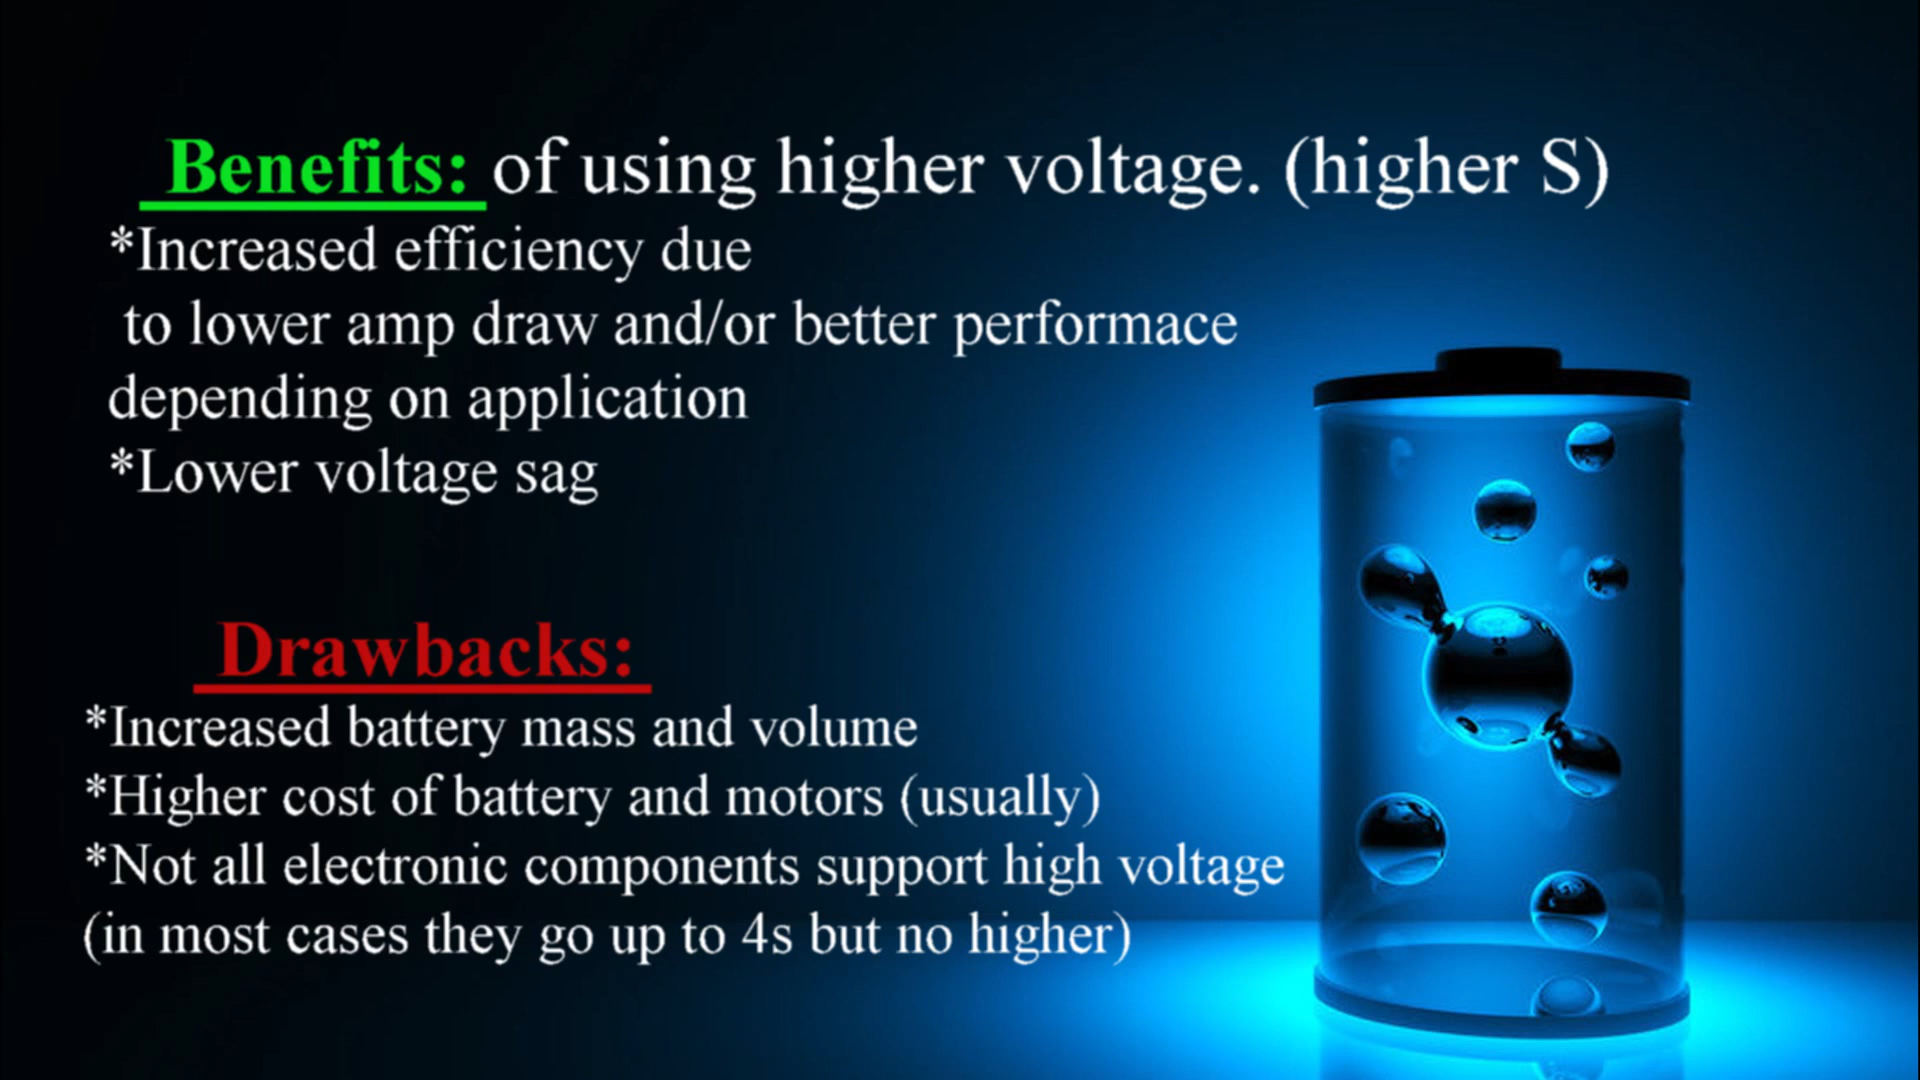 Benefits: of using higher voltage. (higher S)
*Increased efficiency due
to lower amp draw and/or better performace
depending on application
*Lower voltage sag
Drawbacks:
*Increased battery mass and volume
*Higher cost of battery and motors (usually)
*Not all electronic components support high voltage
(in most cases they go up to 4s but no higher)